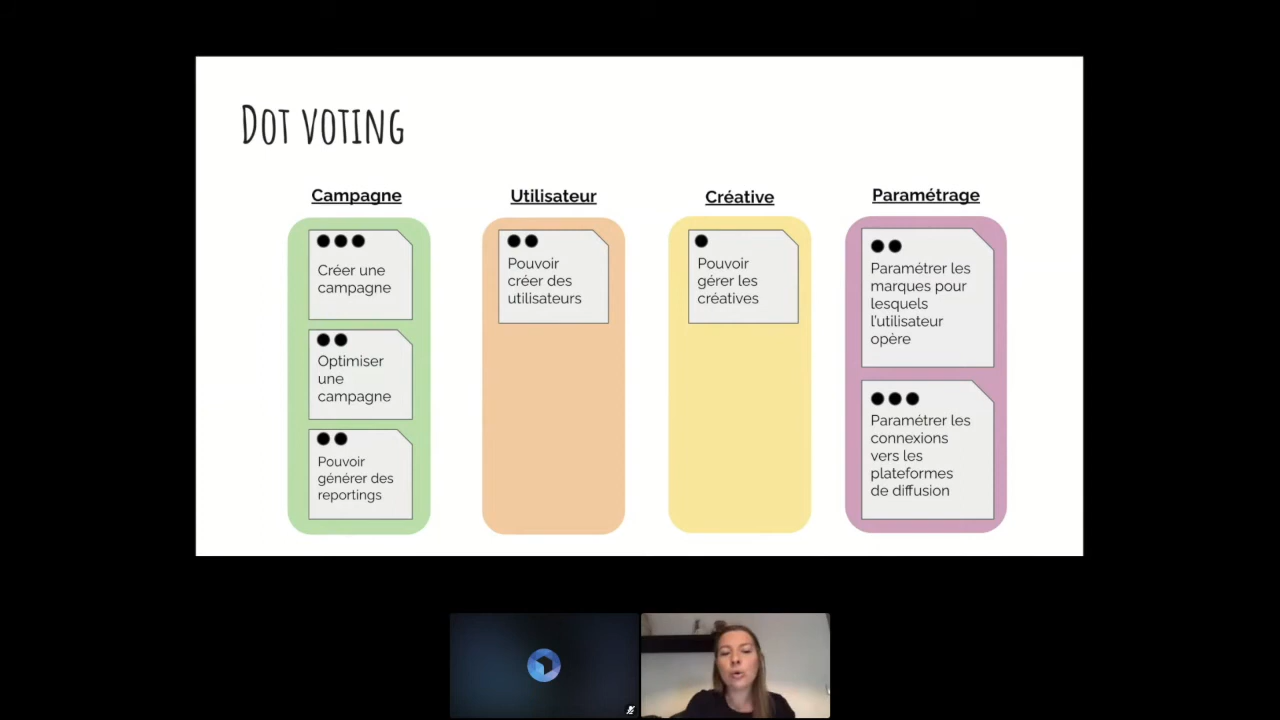 Dot voting
Campagne
Créer une
campagne
Optimiser
une
campagne
Pouvoir
générer des
reportings
Utilisateur
Pouvoir
créer des
utilisateurs
Créative
Pouvoir
gérer les
créatives
Paramétrage
Paramétrer les
marques pour
lesquels
l'utilisateur
opère
Paramétrer les
connexions
vers les
plateformes
de diffusion